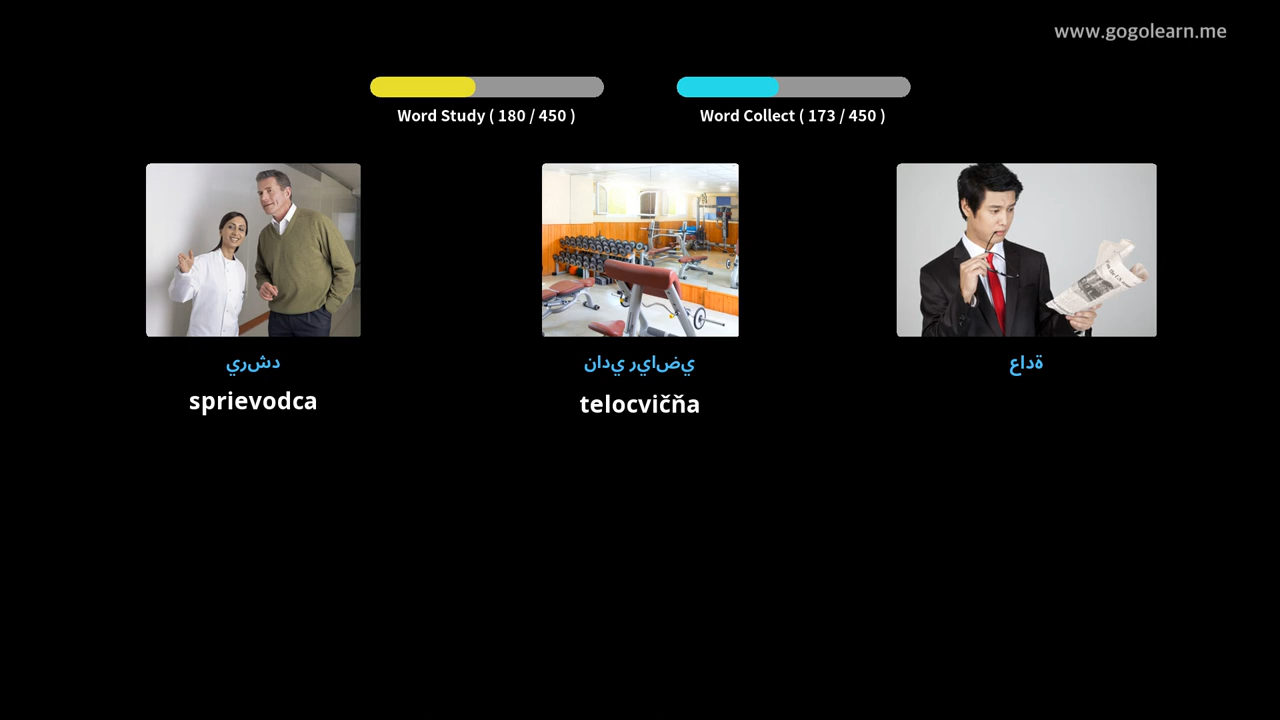 www.gogolearn.me
Word Study ( 180 / 450 )
Word Collect ( 173 / 450 )
دشري
sprievodca
يضاير يدان
telocvičňa
ةداع